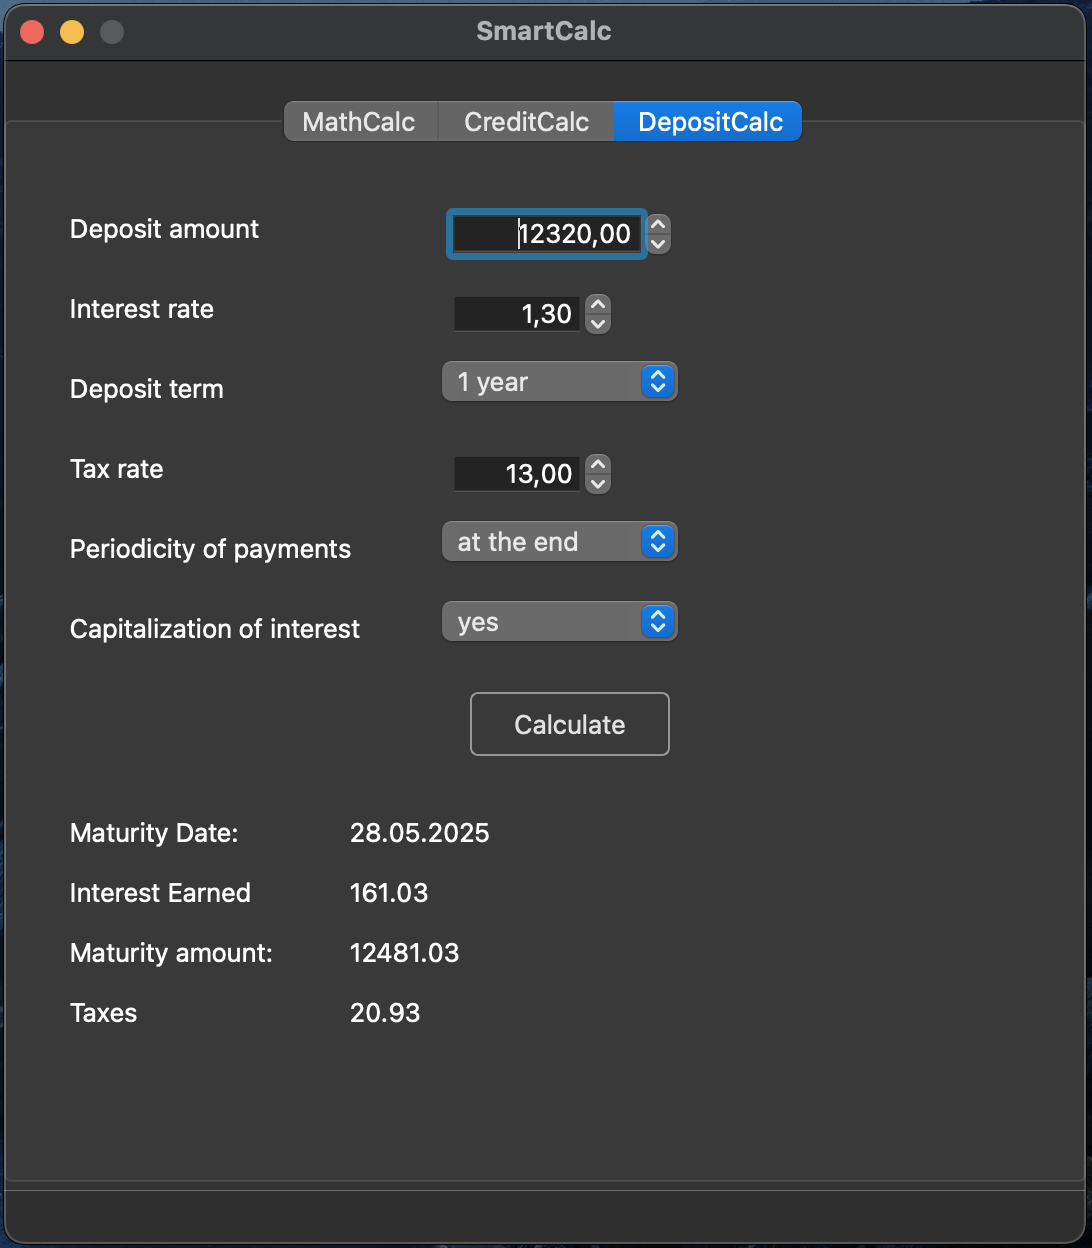 SmartCalc
MathCalc CreditCalc DepositCalc
Deposit amount 12320,00
Interest rate 1,30
Deposit term 1 year
Tax rate 13,00
Periodicity of payments at the end
Capitalization of interest yes
Calculate
Maturity Date: 28.05.2025
Interest Earned 161.03
Maturity amount: 12481.03
Taxes 20.93